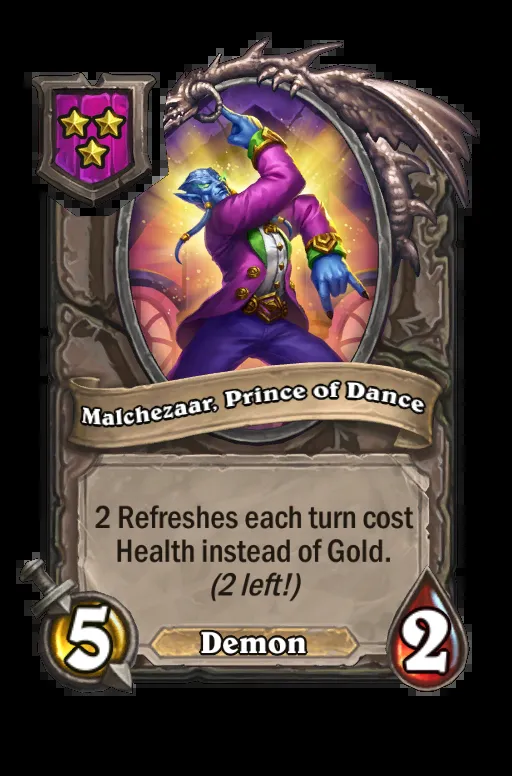 Malchezaar, Prince of Dance
2 Refreshes each turn cost
Health instead of Gold.
(2 left!)
5
Demon
2